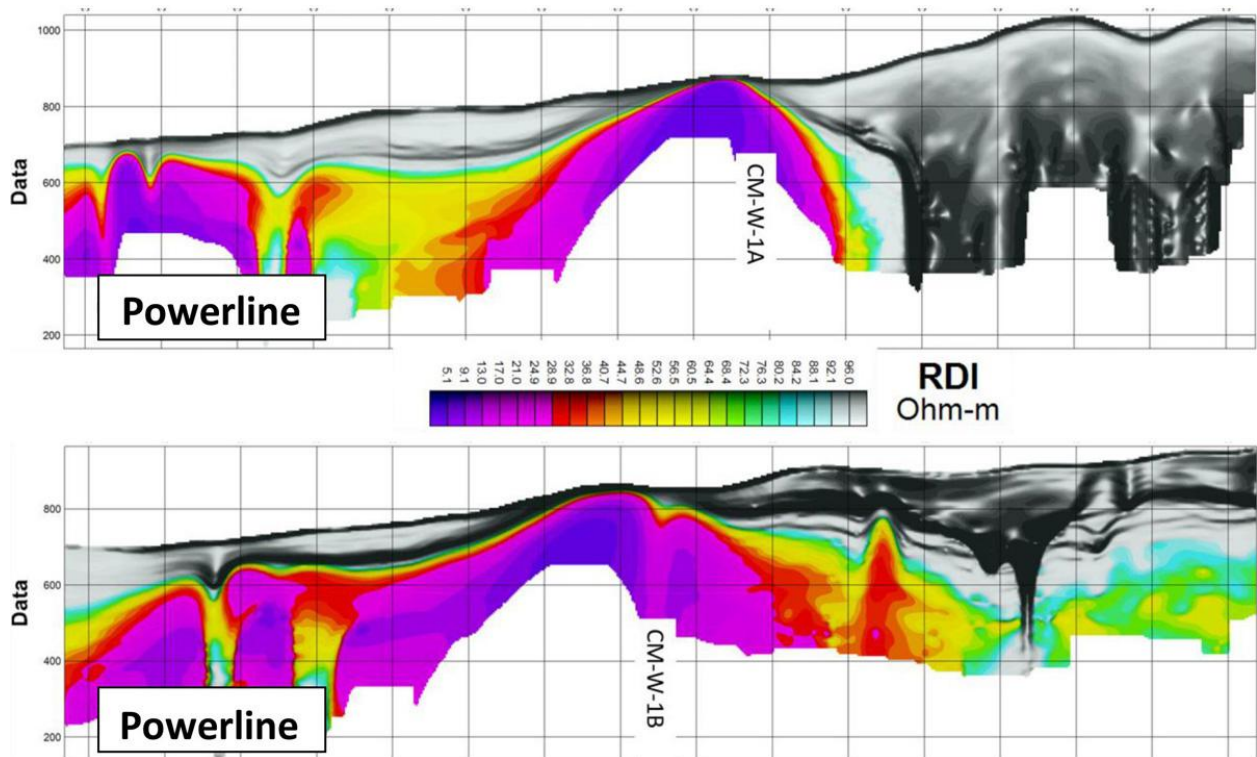 1000
800
600
400
200
Data
CM-W-1A
Powerline
5.1 9.1 13.0 17.0 21.0 24.9 28.9 32.8 36.8 40.7 44.7 48.6 52.6 56.5 60.5 64.4 68.4 72.3 76.3 80.2 84.2 88.1 92.1 96.0
RDI
Ohm-m
800
600
400
200
Data
CM-W-1B
Powerline